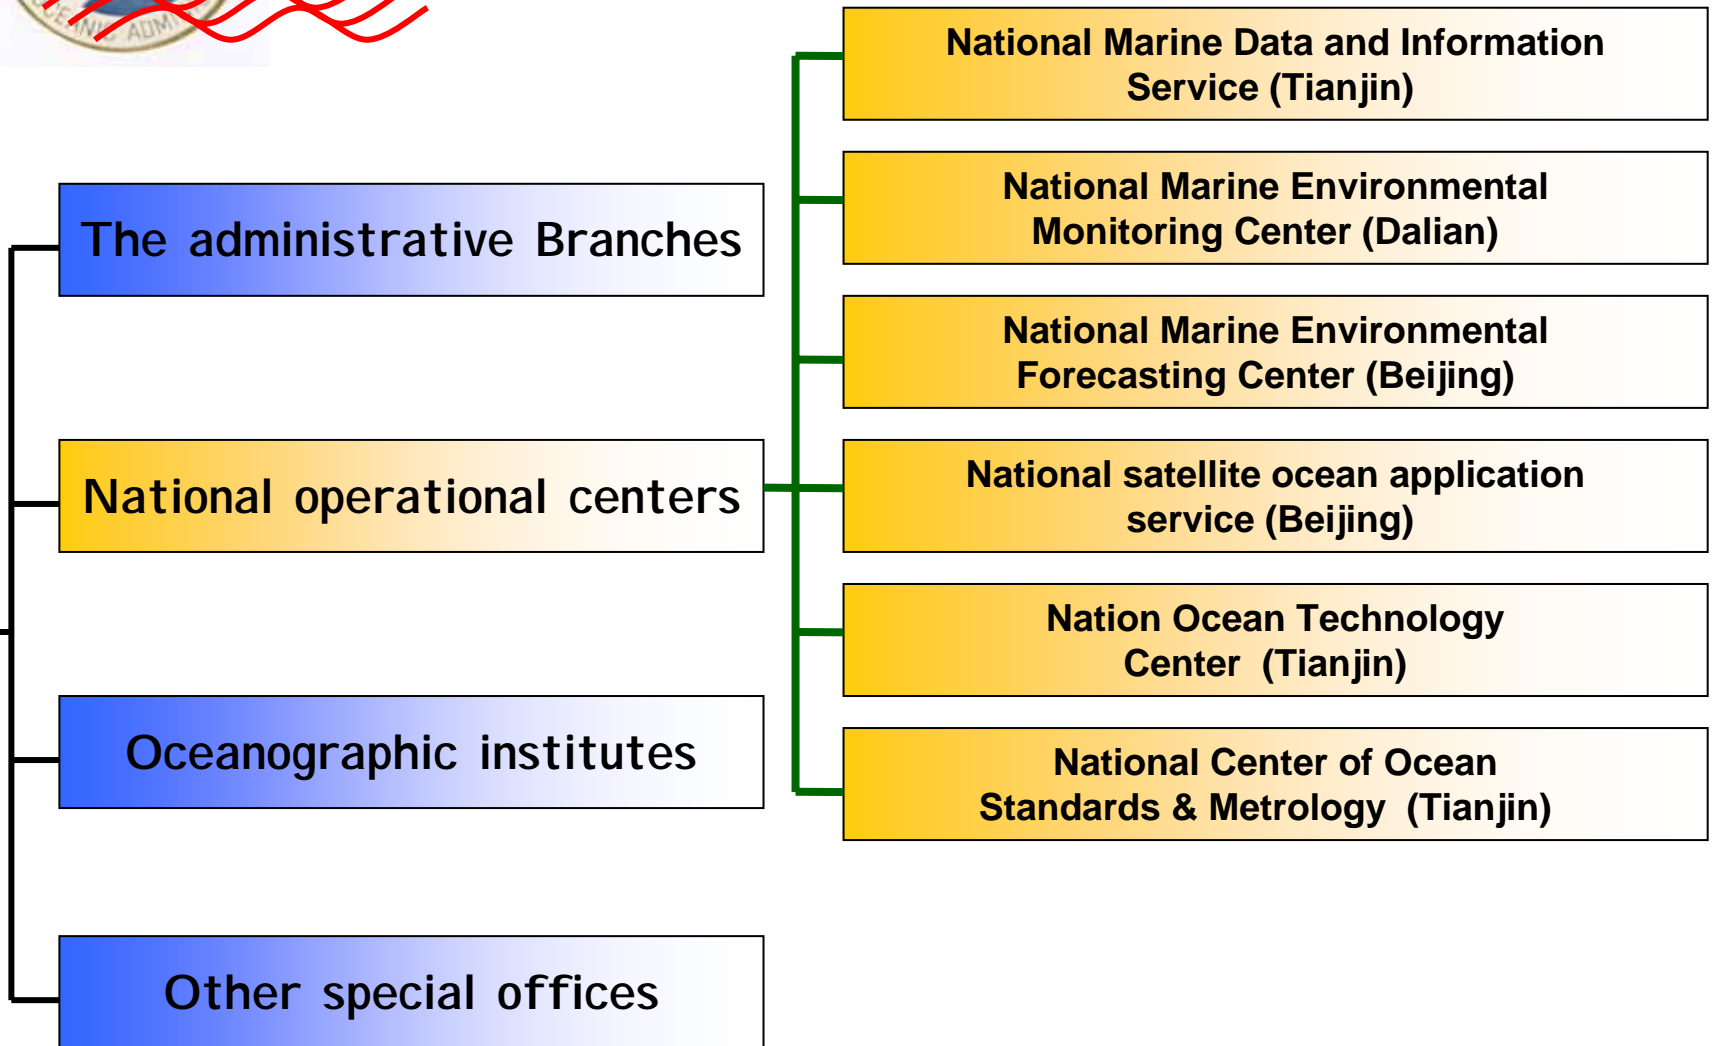 OCEANIC ADMI
National Marine Data and Information
Service (Tianjin)
National Marine Environmental
Monitoring Center (Dalian)
The administrative Branches
National Marine Environmental
Forecasting Center (Beijing)
National operational centers
National satellite ocean application
service (Beijing)
Nation Ocean Technology
Center (Tianjin)
Oceanographic institutes
National Center of Ocean
Standards & Metrology (Tianjin)
Other special offices